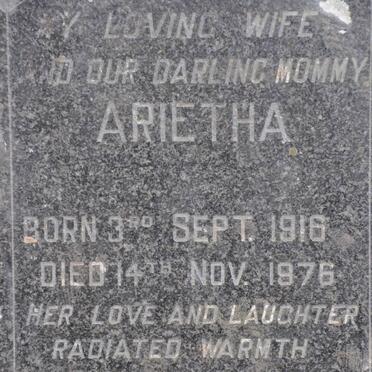 MY LOVING WIFE
AND OUR DARLING MOMMY
ARIETHA
BORN 3RD SEPT. 1916
DIED 14TH NOV. 1976
HER LOVE AND LAUGHTER
RADIATED WARMTH